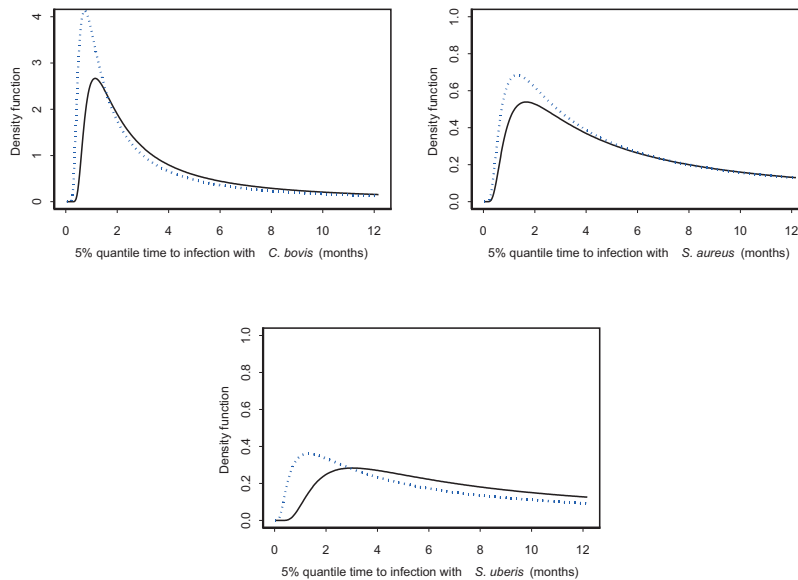 Density function
0 1 2 3 4
0 2 4 6 8 10 12
5% quantile time to infection with C. bovis (months)
Density function
0.0 0.2 0.4 0.6 0.8 1.0
0 2 4 6 8 10 12
5% quantile time to infection with S. aureus (months)
Density function
0.0 0.2 0.4 0.6 0.8 1.0
0 2 4 6 8 10 12
5% quantile time to infection with S. uberis (months)